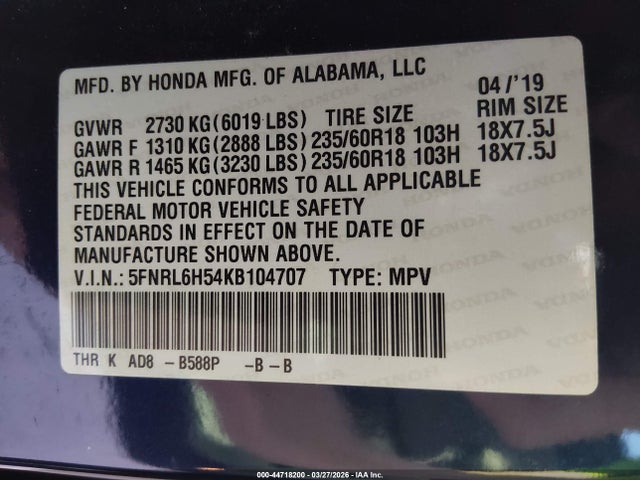 MFD. BY HONDA MFG. OF ALABAMA, LLC 04/'19
GVWR 2730 KG(6019 LBS) TIRE SIZE RIM SIZE
GAWR F 1310 KG(2888 LBS) 235/60R18 103H 18X7.5J
GAWR R 1465 KG(3230 LBS) 235/60R18 103H 18X7.5J
THIS VEHICLE CONFORMS TO ALL APPLICABLE
FEDERAL MOTOR VEHICLE SAFETY
STANDARDS IN EFFECT ON THE DATE OF
MANUFACTURE SHOWN ABOVE.
V.I.N.: 5FNRL6H54KB104707 TYPE: MPV
THR K AD8 -B588P -B-B
000-44718200 - 03/27/2026 - IAA Inc.